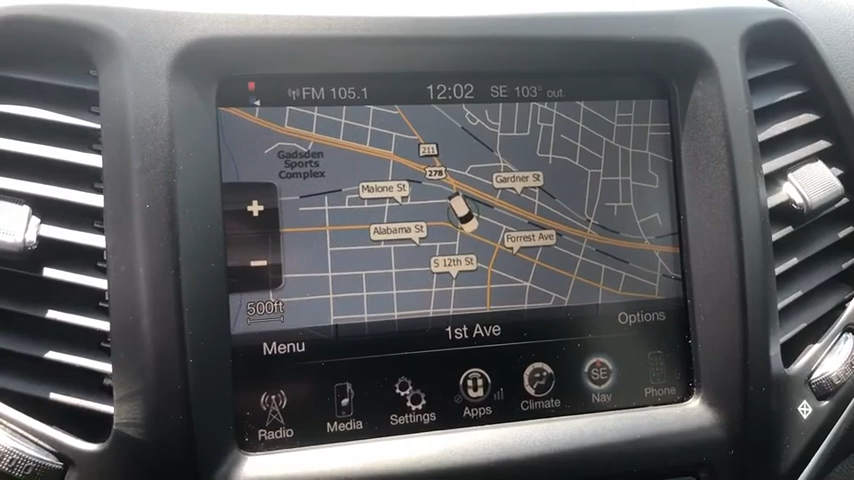 FM 105.1 12:02 SE 103° out.
211
Gadsden
Sports
Complex
278
Gardner St
Malone St
Alabama St
Forrest Ave
S 12th St
+
–
500ft
Options
1st Ave
Menu
Radio Media Settings Apps Climate SE Nav Phone